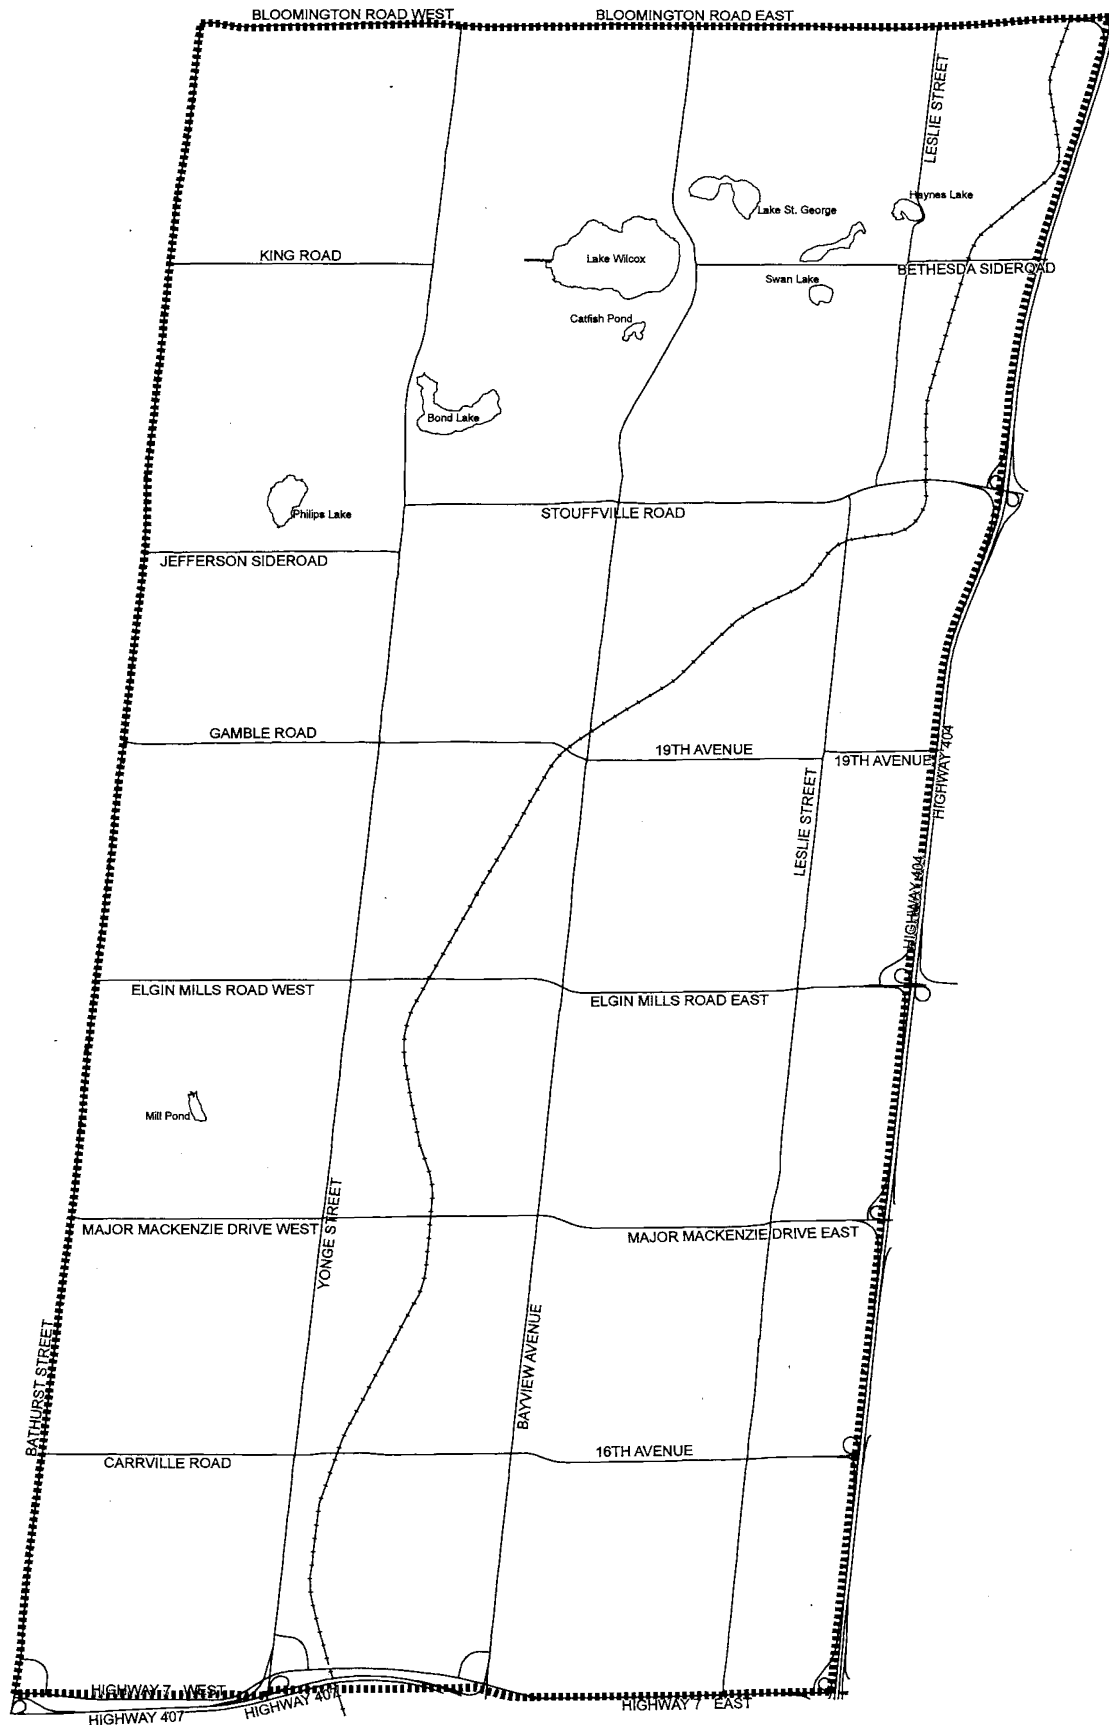 BLOOMINGTON ROAD WEST
BLOOMINGTON ROAD EAST
LESLIE STREET
Haynes Lake
Lake St. George
KING ROAD
Lake Wilcox
BETHESDA SIDEROAD
Swan Lake
Catfish Pond
Bond Lake
Philips Lake
STOUFFVILLE ROAD
JEFFERSON SIDEROAD
GAMBLE ROAD
19TH AVENUE
19TH AVENUE
HIGHWAY 404
LESLIE STREET
HIGHWAY 404
ELGIN MILLS ROAD WEST
ELGIN MILLS ROAD EAST
Mill Pond
YONGE STREET
MAJOR MACKENZIE DRIVE WEST
MAJOR MACKENZIE DRIVE EAST
BATHURST STREET
BAYVIEW AVENUE
CARRVILLE ROAD
16TH AVENUE
HIGHWAY 7 WEST
HIGHWAY 407
HIGHWAY 407
HIGHWAY 7 EAST